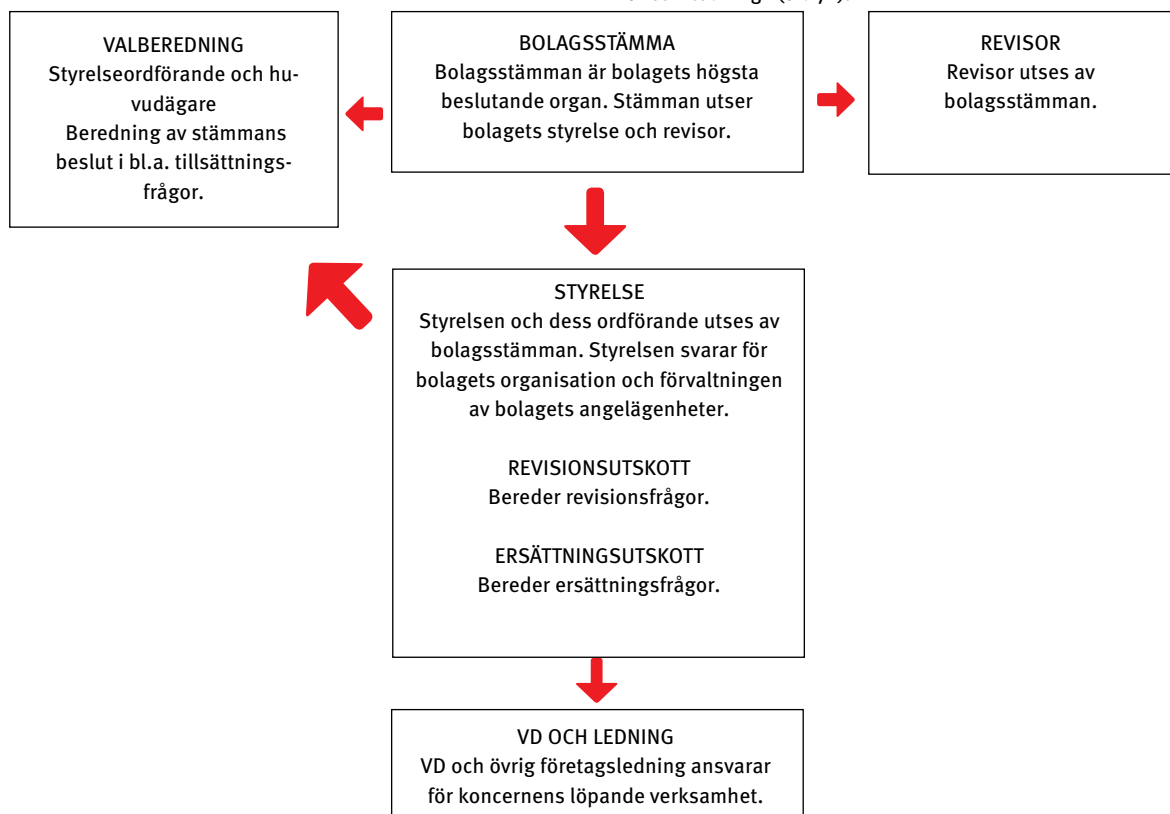 VALBEREDNING
Styrelseordförande och hu-
vudägare
Beredning av stämmans
beslut i bl.a. tillsättnings-
frågor.
BOLAGSSTÄMMA
Bolagsstämman är bolagets högsta
beslutande organ. Stämman utser
bolagets styrelse och revisor.
REVISOR
Revisor utses av
bolagsstämman.
STYRELSE
Styrelsen och dess ordförande utses av
bolagsstämman. Styrelsen svarar för
bolagets organisation och förvaltningen
av bolagets angelägenheter.
REVISIONSUTSKOTT
Bereder revisionsfrågor.
ERSÄTTNINGSUTSKOTT
Bereder ersättningsfrågor.
VD OCH LEDNING
VD och övrig företagsledning ansvarar
för koncernens löpande verksamhet.